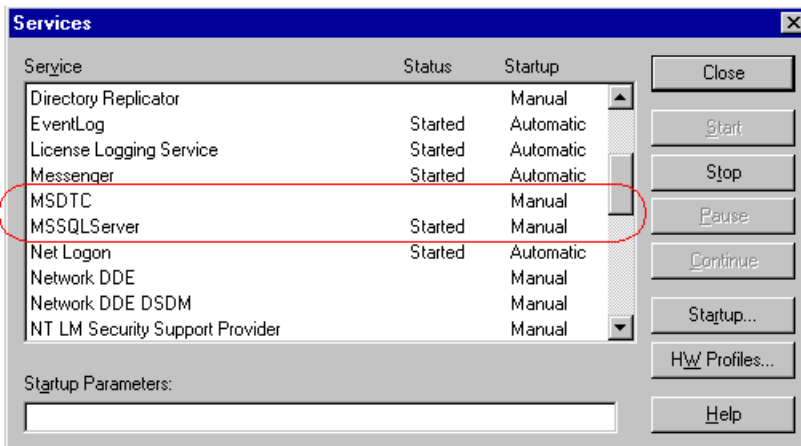 Services
Service Status Startup
Directory Replicator Manual
EventLog Started Automatic
License Logging Service Started Automatic
Messenger Started Automatic
MSDTC Manual
MSSQLServer Started Manual
Net Logon Started Automatic
Network DDE Manual
Network DDE DSDM Manual
NT LM Security Support Provider Manual
Startup Parameters:
Close
Start
Stop
Pause
Continue
Startup...
HW Profiles...
Help